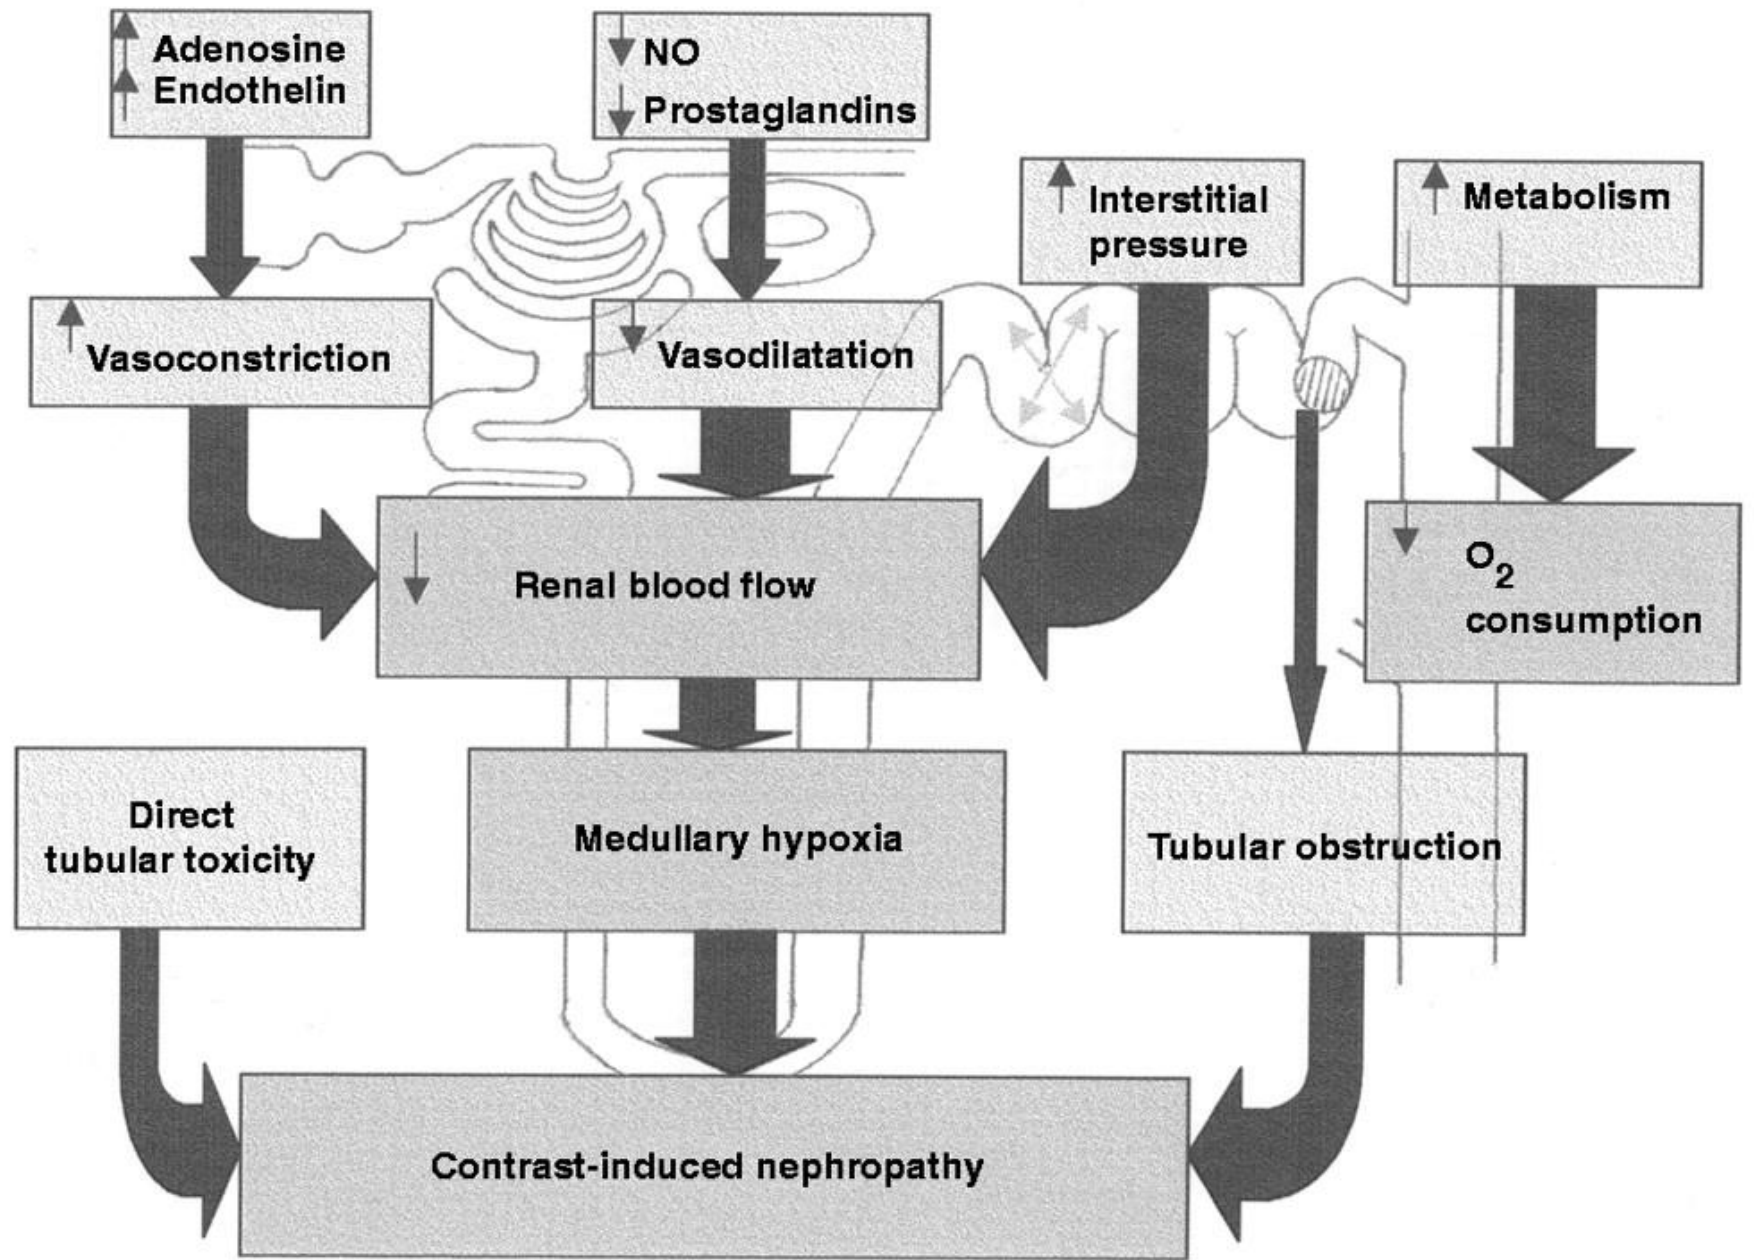 ↑ Adenosine
↑ Endothelin
↓ NO
↓ Prostaglandins
↑ Interstitial
pressure
↑ Metabolism
↑ Vasoconstriction
↓ Vasodilatation
↓ Renal blood flow
↓ O₂
consumption
Direct
tubular toxicity
Medullary hypoxia
Tubular obstruction
Contrast-induced nephropathy